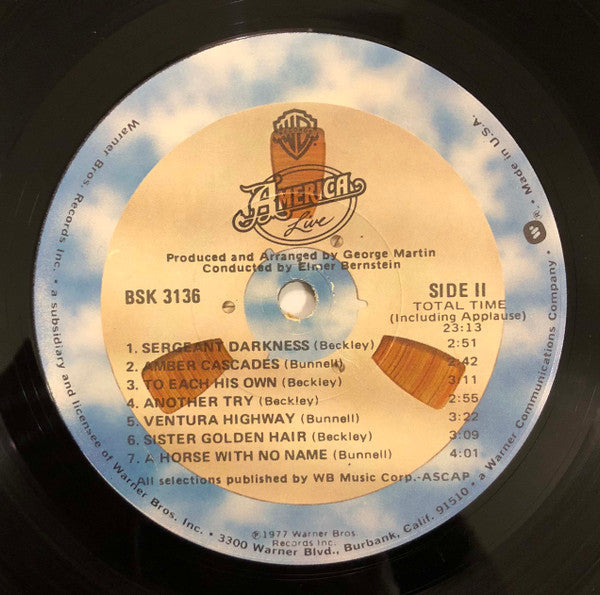 WB
RECORDS
AMERICA
Live
Produced and Arranged by George Martin
Conducted by Elmer Bernstein
BSK 3136
SIDE II
TOTAL TIME
(Including Applause)
23:13
1. SERGEANT DARKNESS (Beckley) 2:51
2. AMBER CASCADES (Bunnell) 2:42
3. TO EACH HIS OWN (Beckley) 3:11
4. ANOTHER TRY (Beckley) 2:55
5. VENTURA HIGHWAY (Bunnell) 3:22
6. SISTER GOLDEN HAIR (Beckley) 3:09
7. A HORSE WITH NO NAME (Bunnell) 4:01
All selections published by WB Music Corp.-ASCAP
℗1977 Warner Bros.
Records Inc.
Warner Bros. Records Inc. • a subsidiary and licensee of Warner Bros. Inc. • 3300 Warner Blvd., Burbank, Calif. 91510 • a Warner Communications Company • ® • Made in U.S.A.